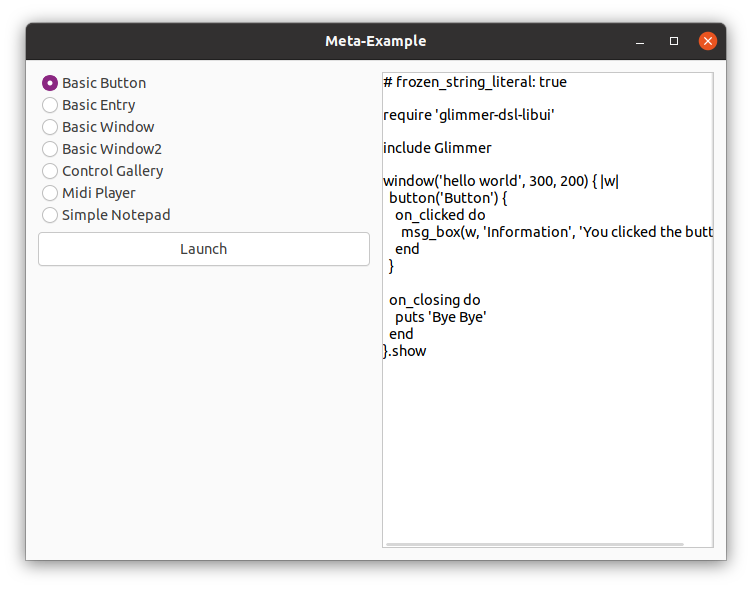 Meta-Example
Basic Button
Basic Entry
Basic Window
Basic Window2
Control Gallery
Midi Player
Simple Notepad
Launch
# frozen_string_literal: true
require 'glimmer-dsl-libui'
include Glimmer
window('hello world', 300, 200) { |w|
  button('Button') {
    on_clicked do
      msg_box(w, 'Information', 'You clicked the butt
    end
  }
  on_closing do
    puts 'Bye Bye'
  end
}.show